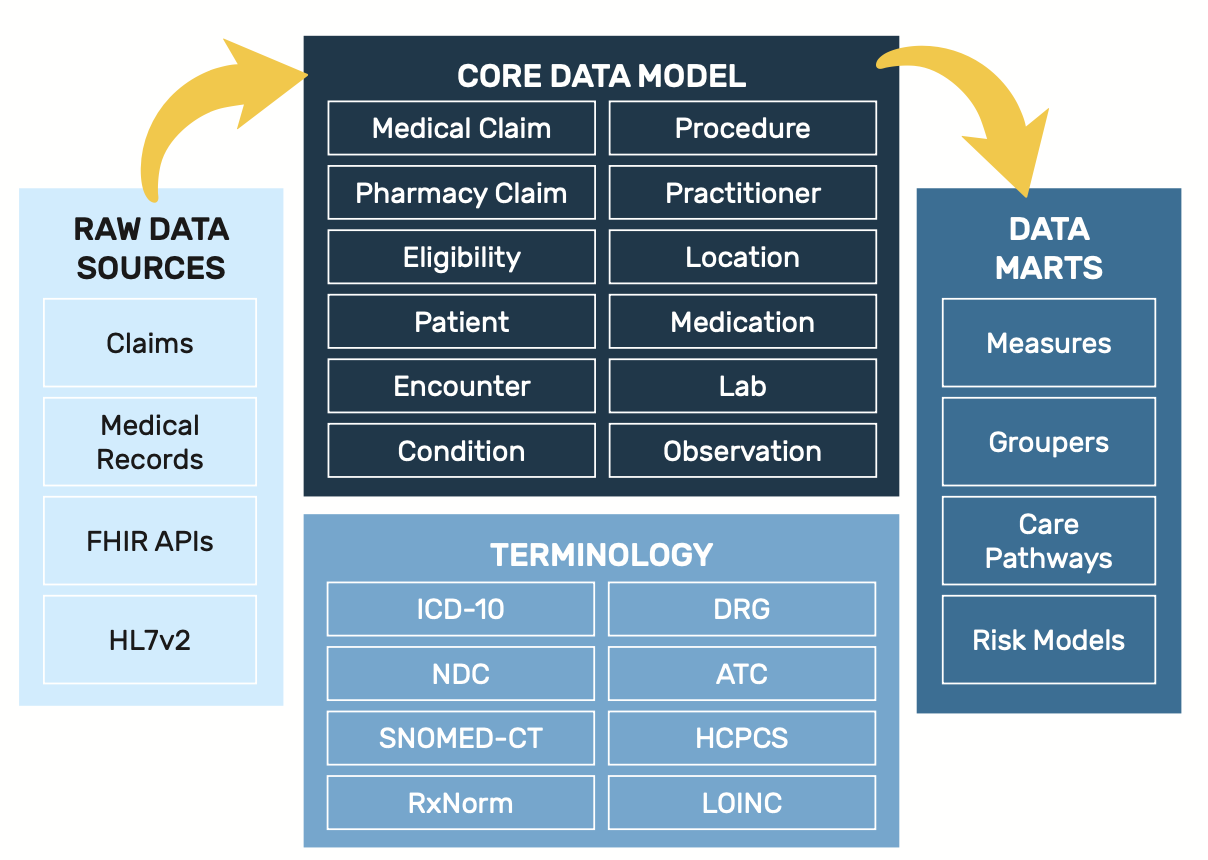 RAW DATA
SOURCES
Claims
Medical
Records
FHIR APIs
HL7v2
CORE DATA MODEL
Medical Claim
Procedure
Pharmacy Claim
Practitioner
Eligibility
Location
Patient
Medication
Encounter
Lab
Condition
Observation
TERMINOLOGY
ICD-10
DRG
NDC
ATC
SNOMED-CT
HCPCS
RxNorm
LOINC
DATA
MARTS
Measures
Groupers
Care
Pathways
Risk Models